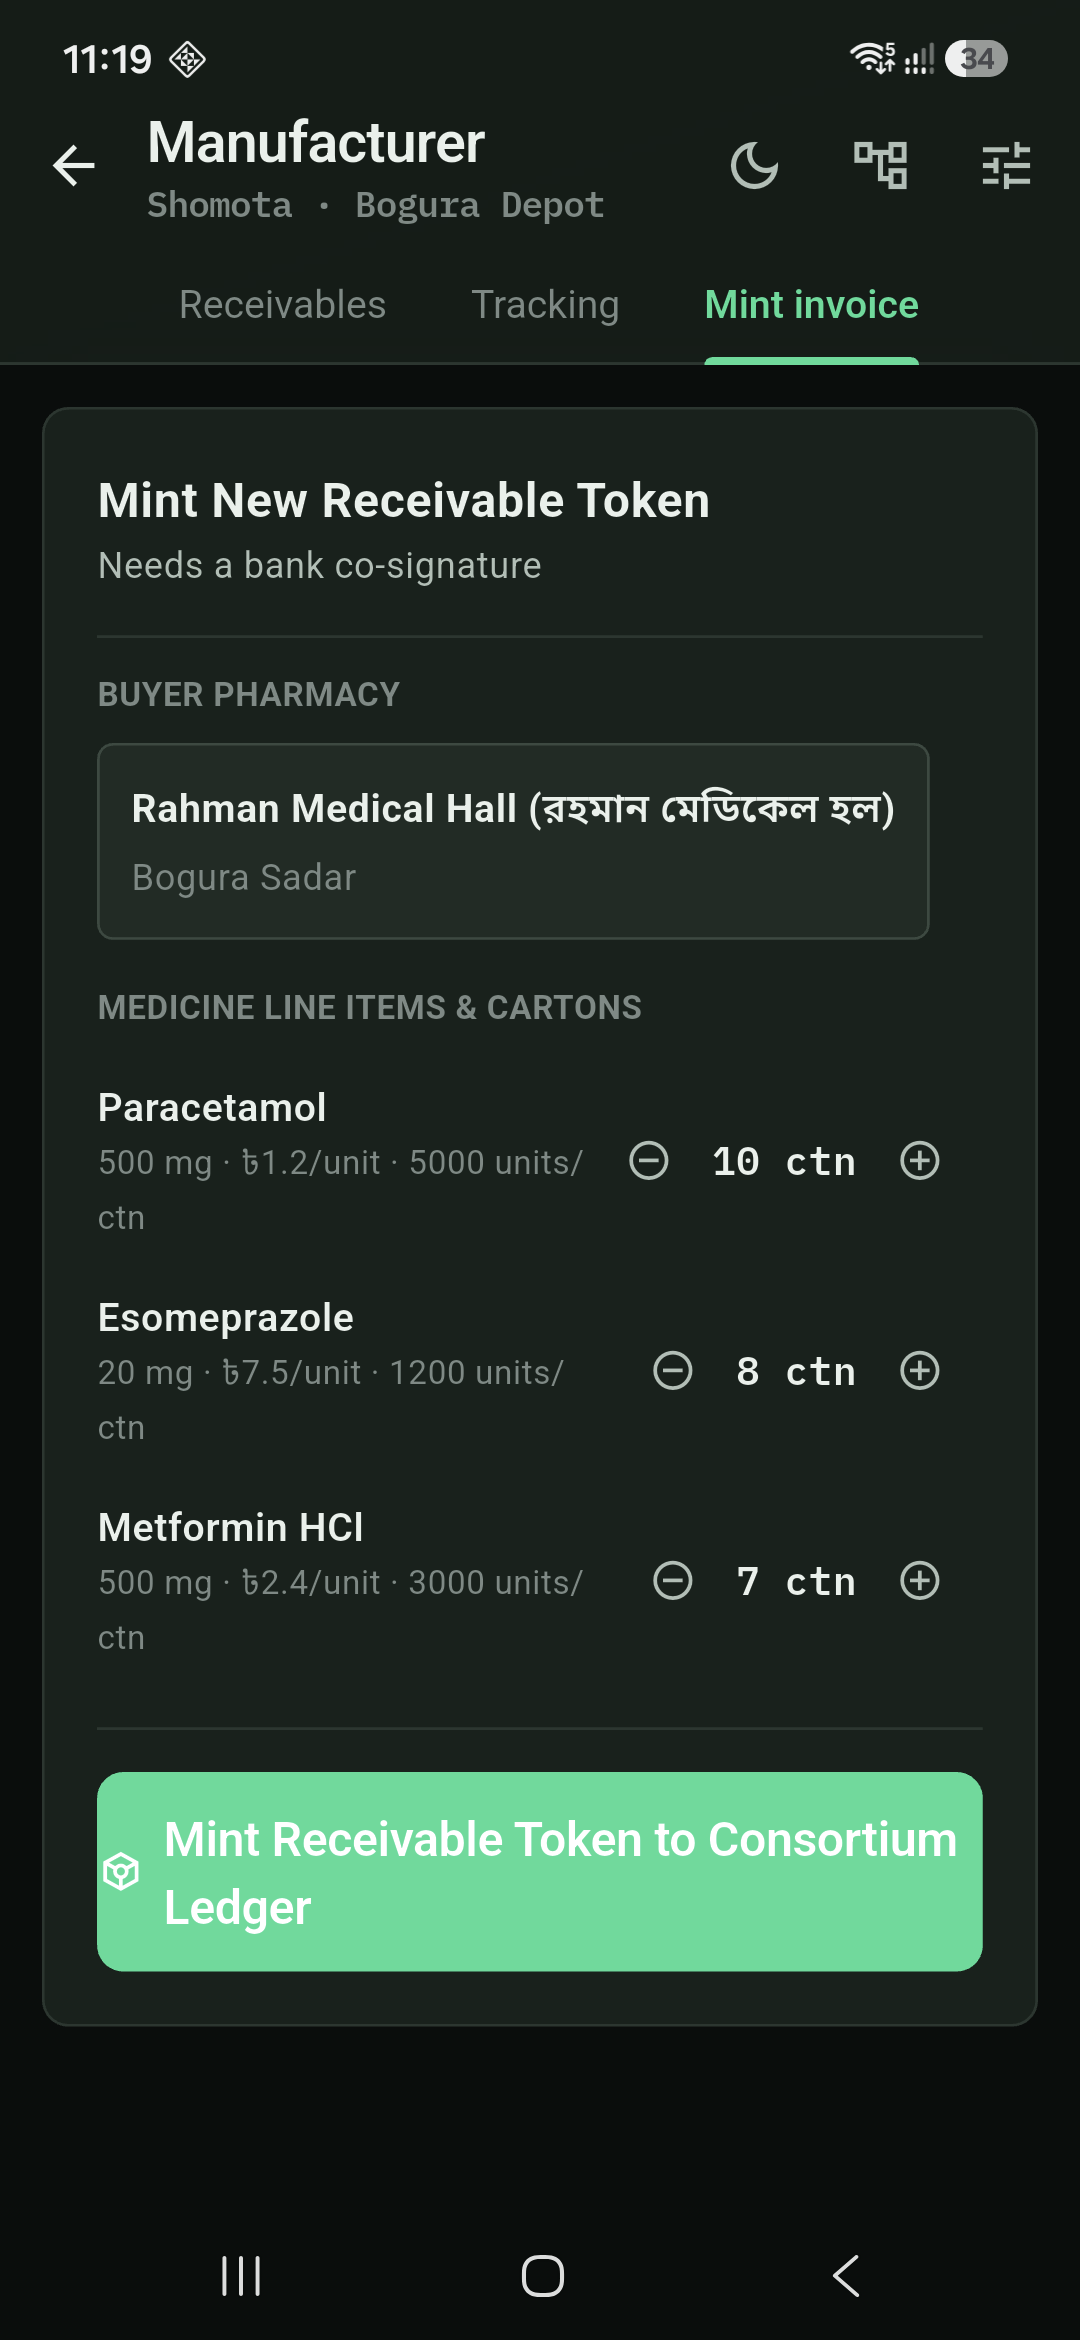 11:19
5
34
Manufacturer
Shomota · Bogura Depot
Receivables Tracking Mint invoice
Mint New Receivable Token
Needs a bank co-signature
BUYER PHARMACY
Rahman Medical Hall (রহমান মেডিকেল হল)
Bogura Sadar
MEDICINE LINE ITEMS & CARTONS
Paracetamol
500 mg · ৳1.2/unit · 5000 units/
ctn
10 ctn
Esomeprazole
20 mg · ৳7.5/unit · 1200 units/
ctn
8 ctn
Metformin HCl
500 mg · ৳2.4/unit · 3000 units/
ctn
7 ctn
Mint Receivable Token to Consortium
Ledger